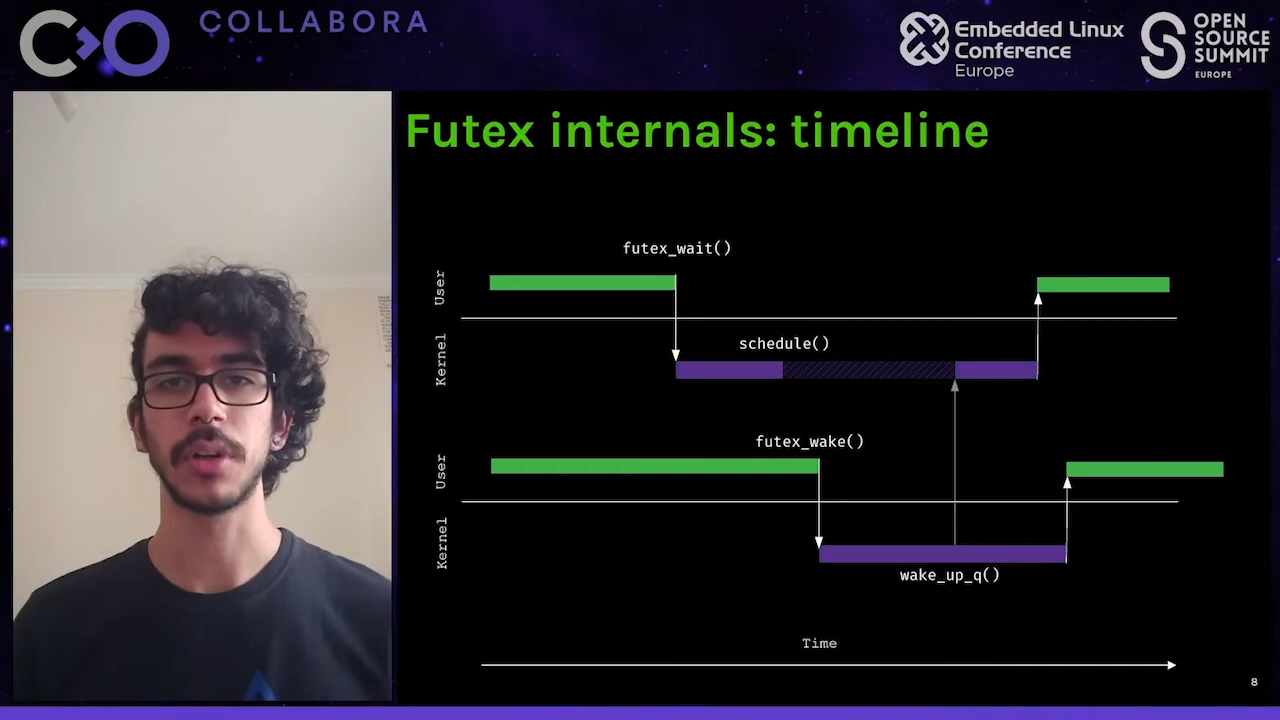 COLLABORA
Embedded Linux
Conference
Europe
OPEN
SOURCE
SUMMIT
EUROPE
Futex internals: timeline
futex_wait()
User
schedule()
Kernel
futex_wake()
User
Kernel
wake_up_q()
Time
8